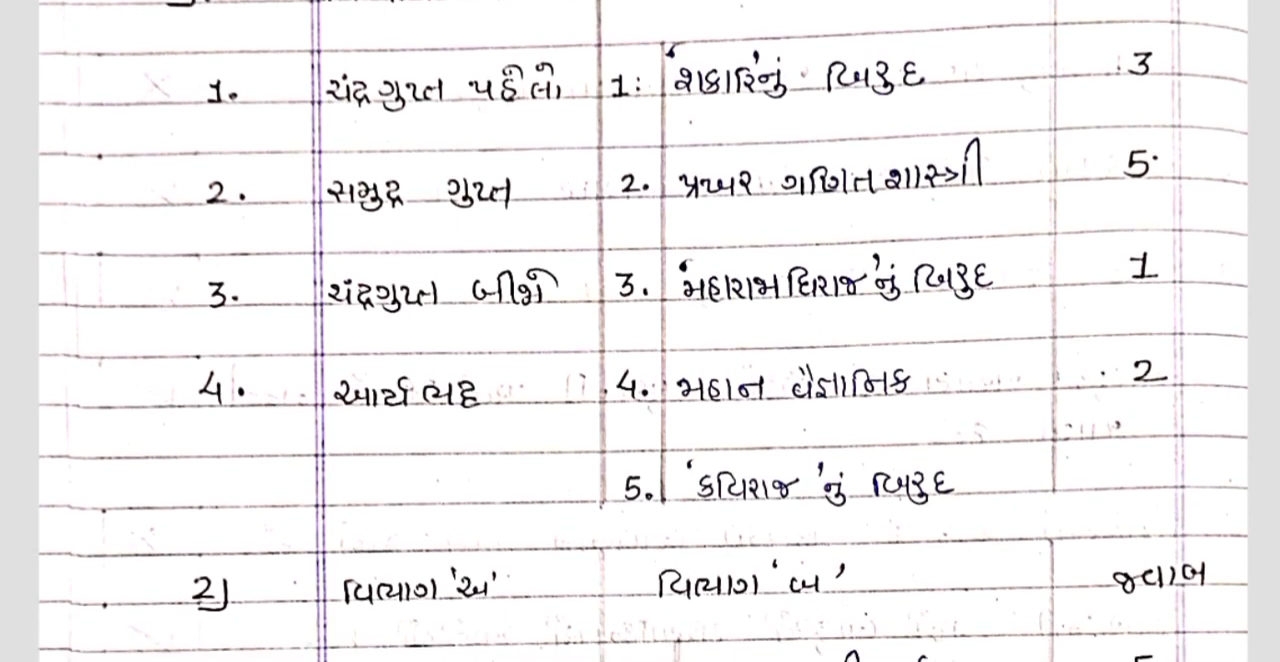 1. ચંદ્રગુપ્ત પહેલો 1. 'શકારિ'નું બિરુદ 3
2. સમુદ્ર ગુપ્ત 2. પ્રખર ગણિત શાસ્ત્રી 5
3. ચંદ્રગુપ્ત બીજો 3. 'મહારાજાધિરાજ'નું બિરુદ 1
4. આર્યભટ્ટ 4. મહાન વૈજ્ઞાનિક 2
5. 'કવિરાજ'નું બિરુદ
2) વિભાગ 'અ' વિભાગ 'બ' જવાબ